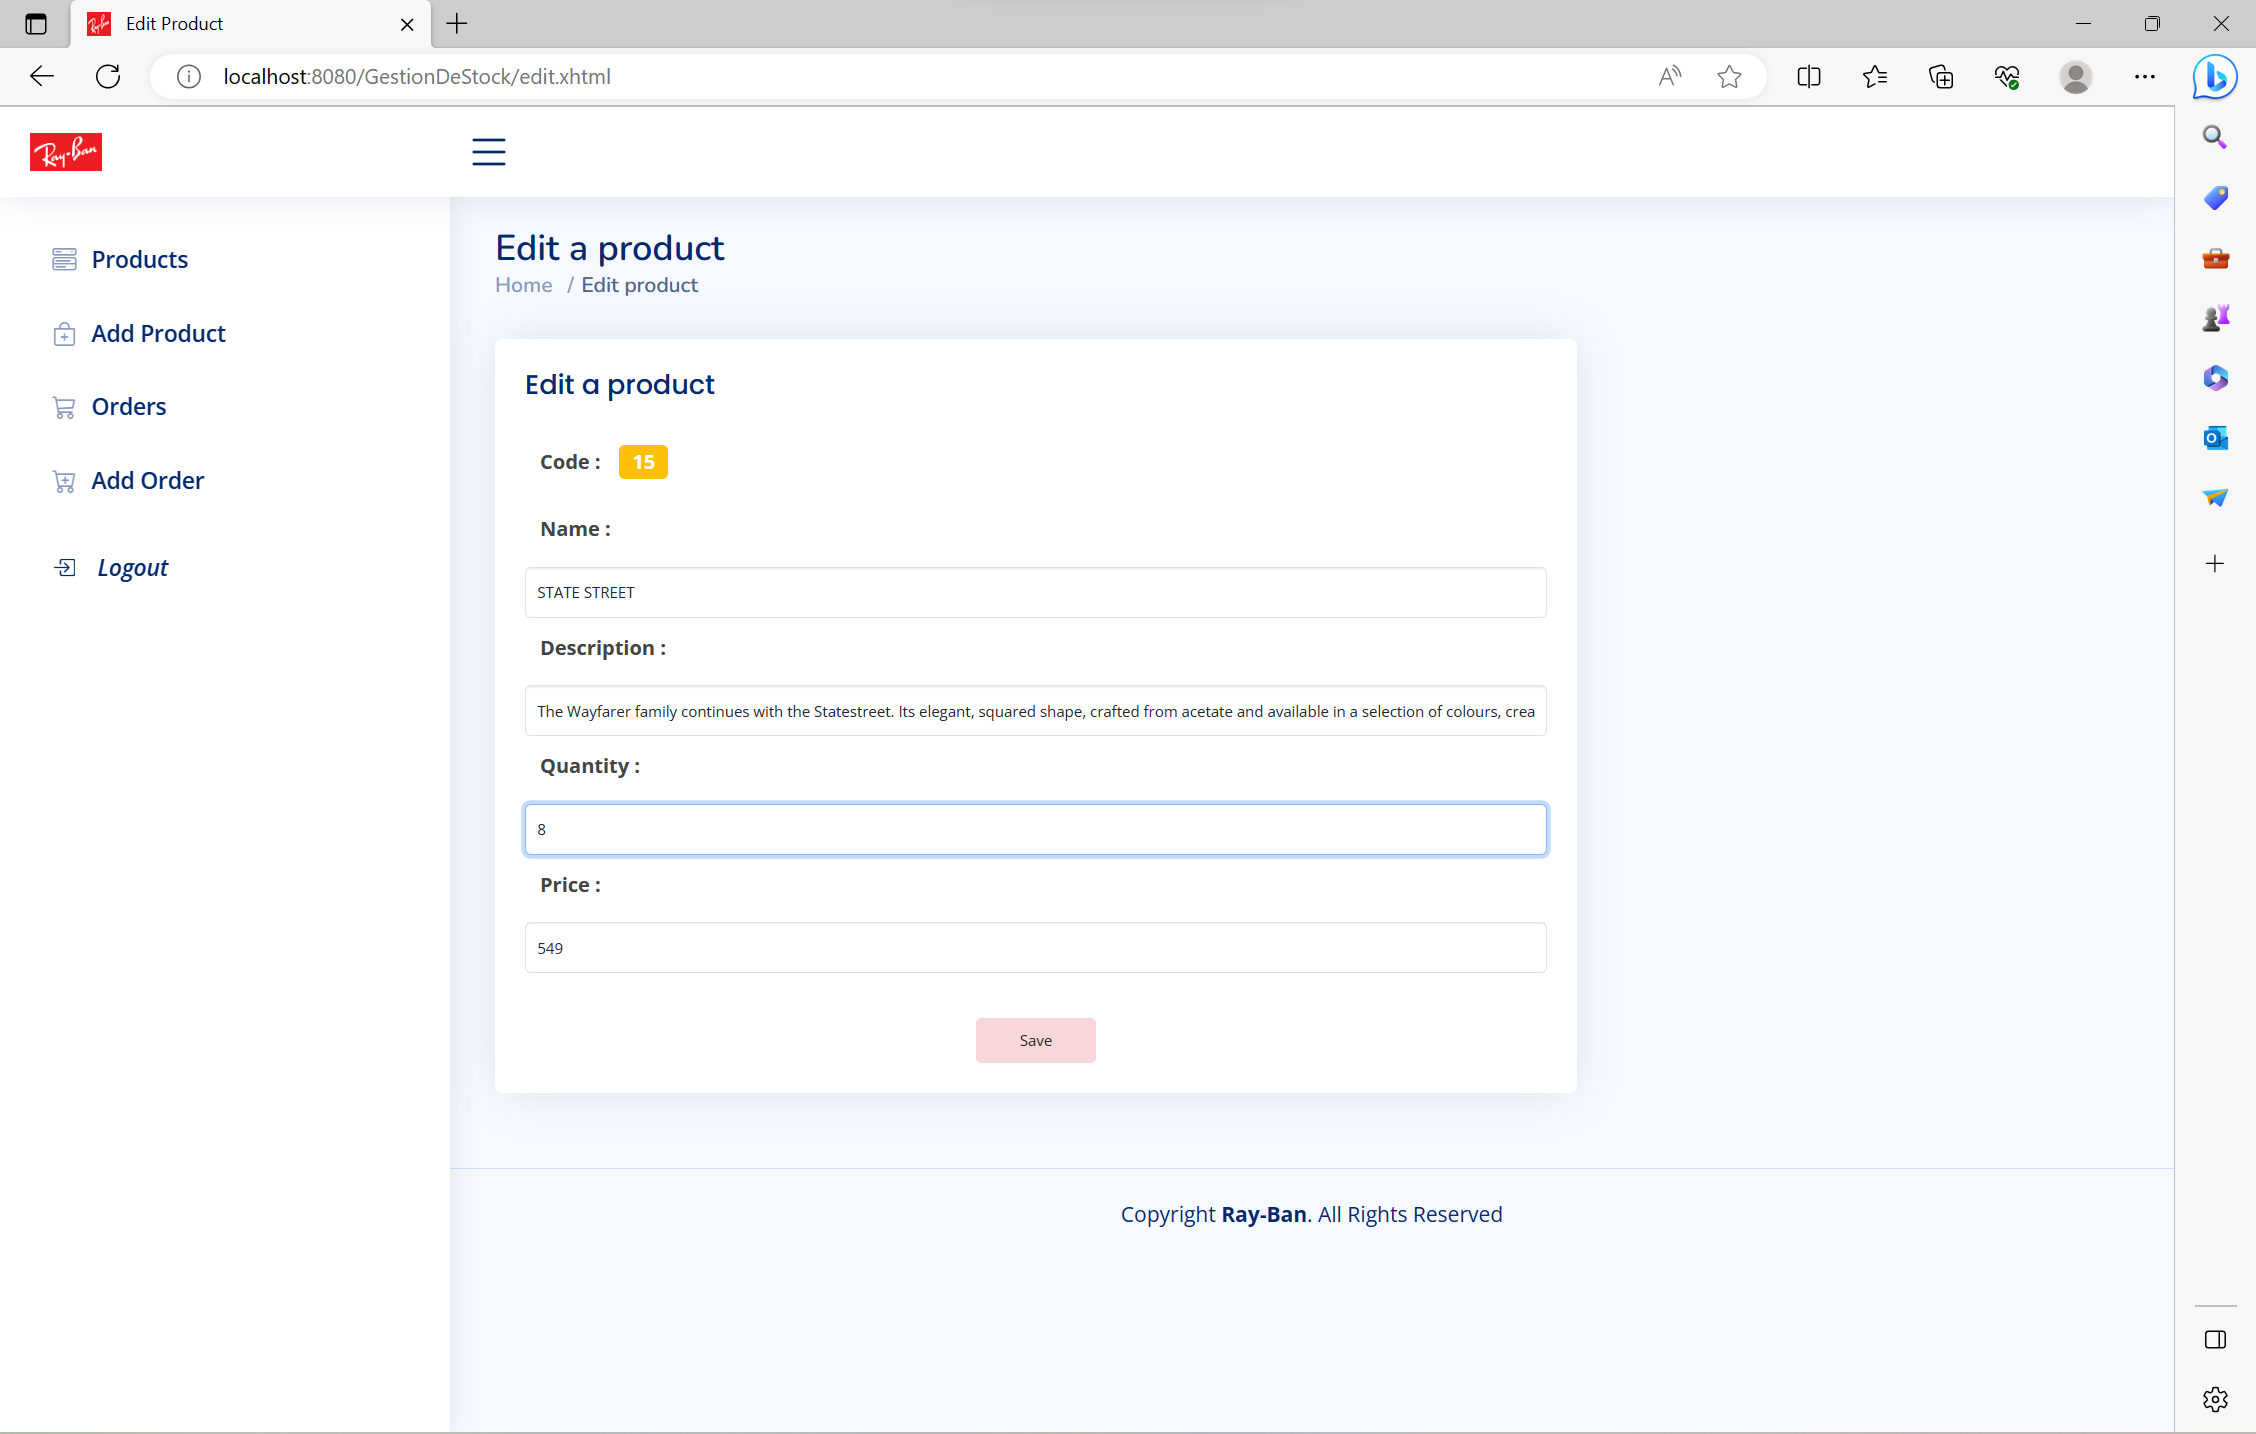 Edit Product
localhost:8080/GestionDeStock/edit.xhtml
Ray-Ban
Products
Add Product
Orders
Add Order
Logout
Edit a product
Home / Edit product
Edit a product
Code : 15
Name :
STATE STREET
Description :
The Wayfarer family continues with the Statestreet. Its elegant, squared shape, crafted from acetate and available in a selection of colours, crea
Quantity :
8
Price :
549
Save
Copyright Ray-Ban. All Rights Reserved